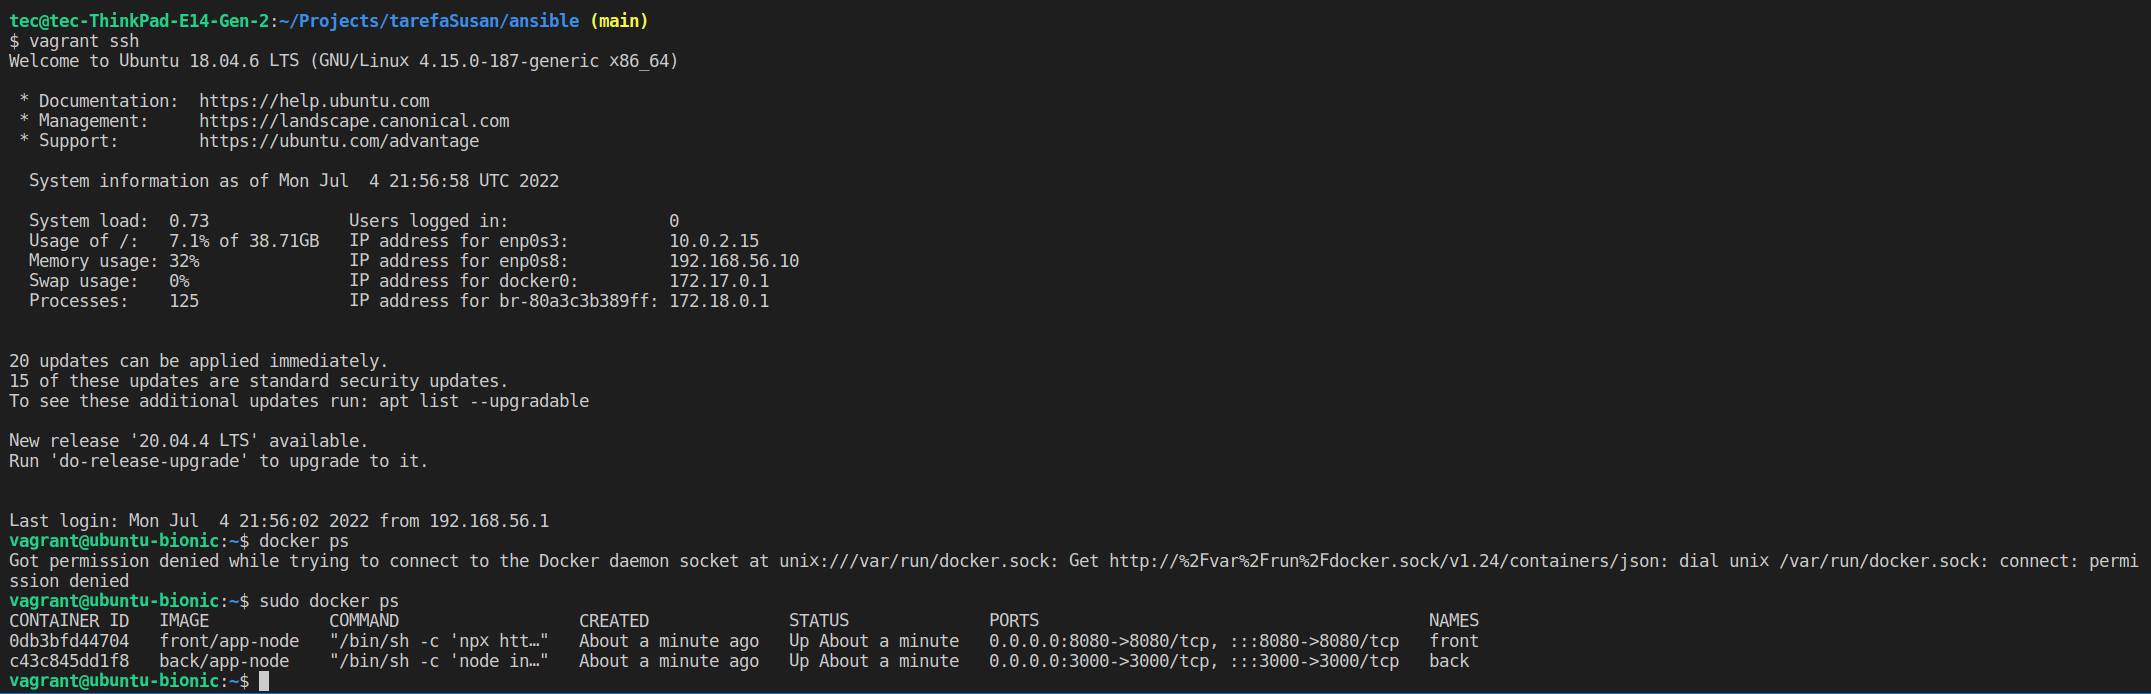 tec@tec-ThinkPad-E14-Gen-2:~/Projects/tarefaSusan/ansible (main)
$ vagrant ssh
Welcome to Ubuntu 18.04.6 LTS (GNU/Linux 4.15.0-187-generic x86_64)

 * Documentation:  https://help.ubuntu.com
 * Management:     https://landscape.canonical.com
 * Support:        https://ubuntu.com/advantage

  System information as of Mon Jul  4 21:56:58 UTC 2022

  System load:  0.73              Users logged in:                0
  Usage of /:   7.1% of 38.71GB   IP address for enp0s3:          10.0.2.15
  Memory usage: 32%               IP address for enp0s8:          192.168.56.10
  Swap usage:   0%                IP address for docker0:         172.17.0.1
  Processes:    125               IP address for br-80a3c3b389ff: 172.18.0.1

20 updates can be applied immediately.
15 of these updates are standard security updates.
To see these additional updates run: apt list --upgradable

New release '20.04.4 LTS' available.
Run 'do-release-upgrade' to upgrade to it.

Last login: Mon Jul  4 21:56:02 2022 from 192.168.56.1
vagrant@ubuntu-bionic:~$ docker ps
Got permission denied while trying to connect to the Docker daemon socket at unix:///var/run/docker.sock: Get http://%2Fvar%2Frun%2Fdocker.sock/v1.24/containers/json: dial unix /var/run/docker.sock: connect: permi
ssion denied
vagrant@ubuntu-bionic:~$ sudo docker ps
CONTAINER ID   IMAGE            COMMAND                  CREATED              STATUS              PORTS                                       NAMES
0db3bfd44704   front/app-node   "/bin/sh -c 'npx htt…"   About a minute ago   Up About a minute   0.0.0.0:8080->8080/tcp, :::8080->8080/tcp   front
c43c845dd1f8   back/app-node    "/bin/sh -c 'node in…"   About a minute ago   Up About a minute   0.0.0.0:3000->3000/tcp, :::3000->3000/tcp   back
vagrant@ubuntu-bionic:~$